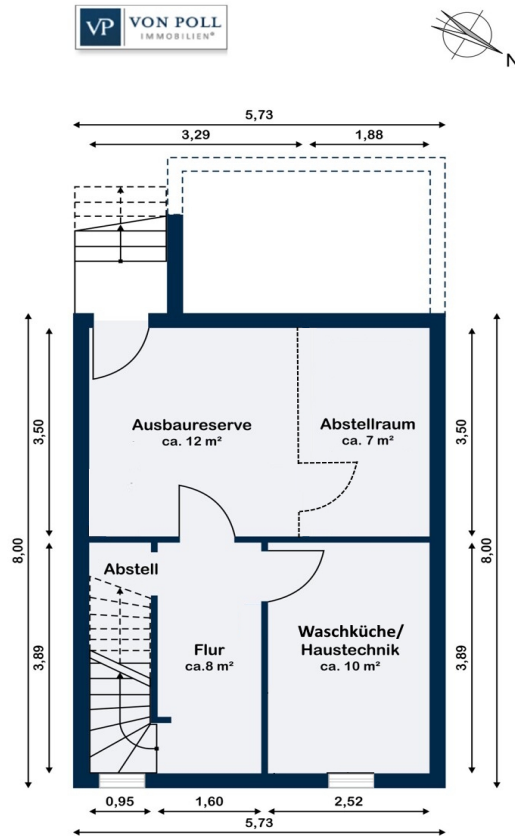 VP VON POLL
IMMOBILIEN®
N
5,73
3,29 1,88
Ausbaureserve
ca. 12 m²
Abstellraum
ca. 7 m²
3,50
3,50
8,00
8,00
Abstell
Flur
ca.8 m²
Waschküche/
Haustechnik
ca. 10 m²
3,89
3,89
0,95 1,60 2,52
5,73